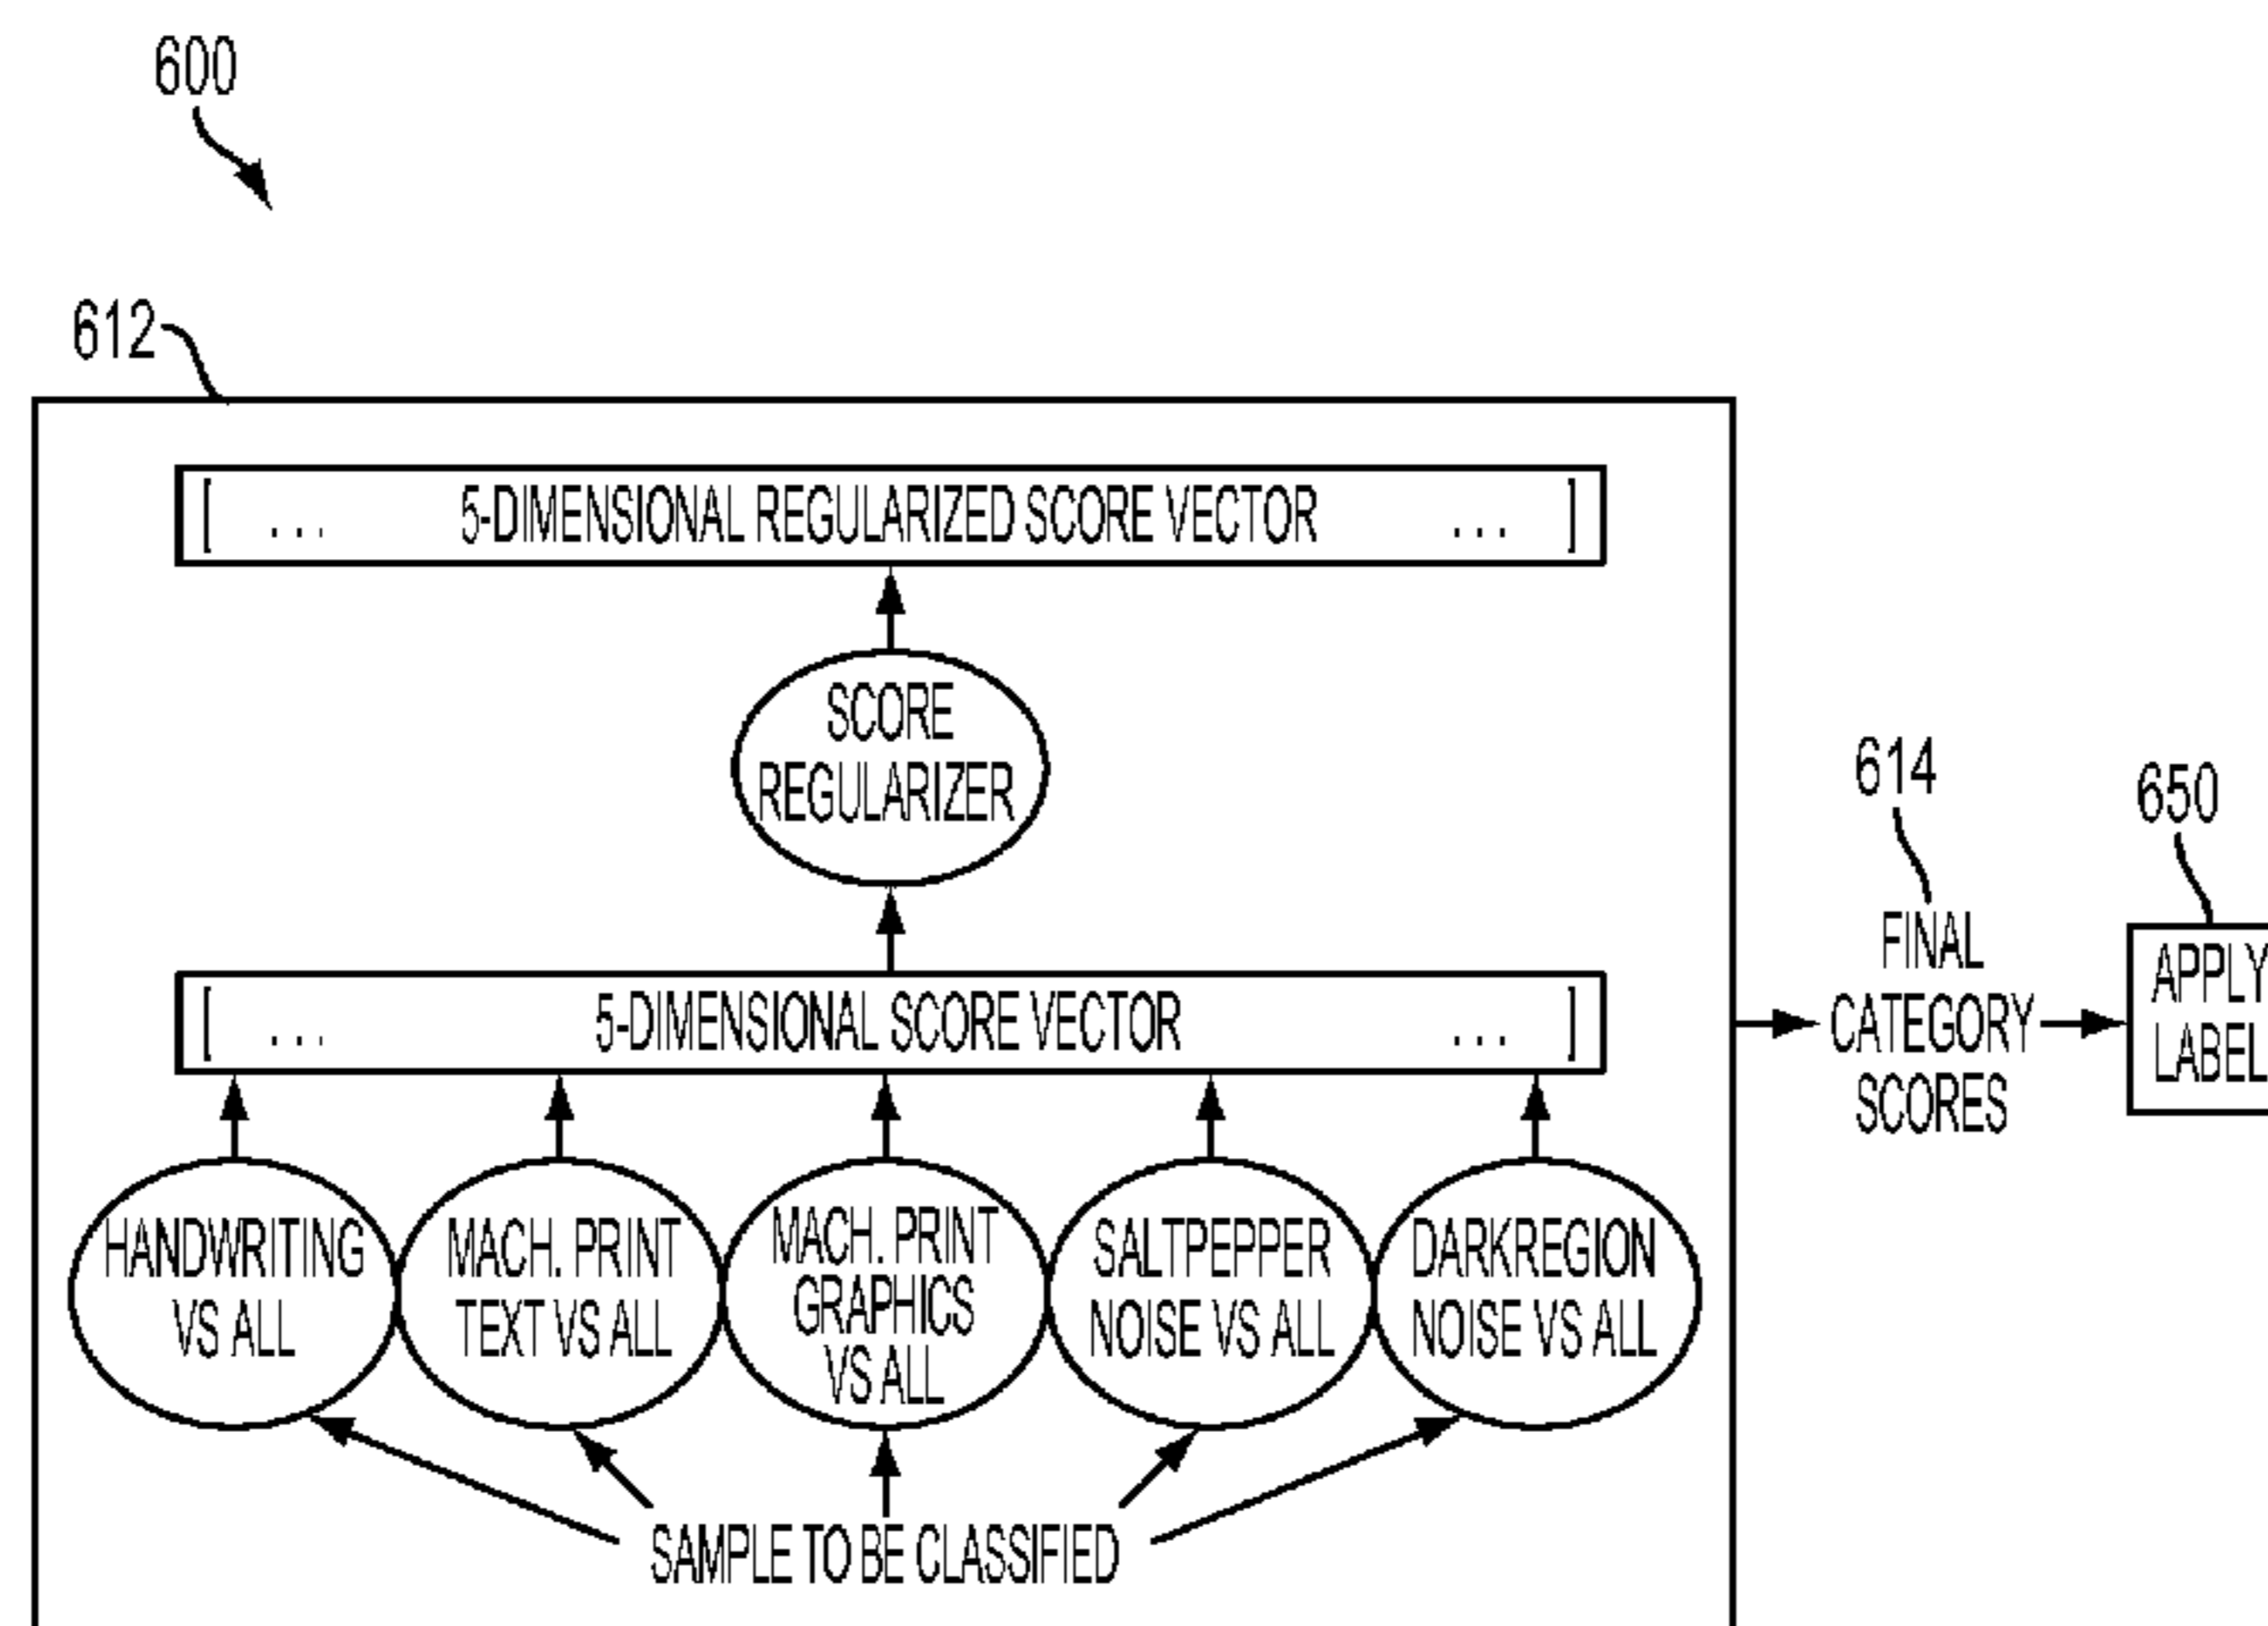 600
612
[ ... 5-DIMENSIONAL REGULARIZED SCORE VECTOR ... ]
SCORE
REGULARIZER
614
650
FINAL
CATEGORY
SCORES
APPLY
LABEL
[ ... 5-DIMENSIONAL SCORE VECTOR ... ]
HANDWRITING
VS ALL
MACH. PRINT
TEXT VS ALL
MACH. PRINT
GRAPHICS
VS ALL
SALTPEPPER
NOISE VS ALL
DARKREGION
NOISE VS ALL
SAMPLE TO BE CLASSIFIED